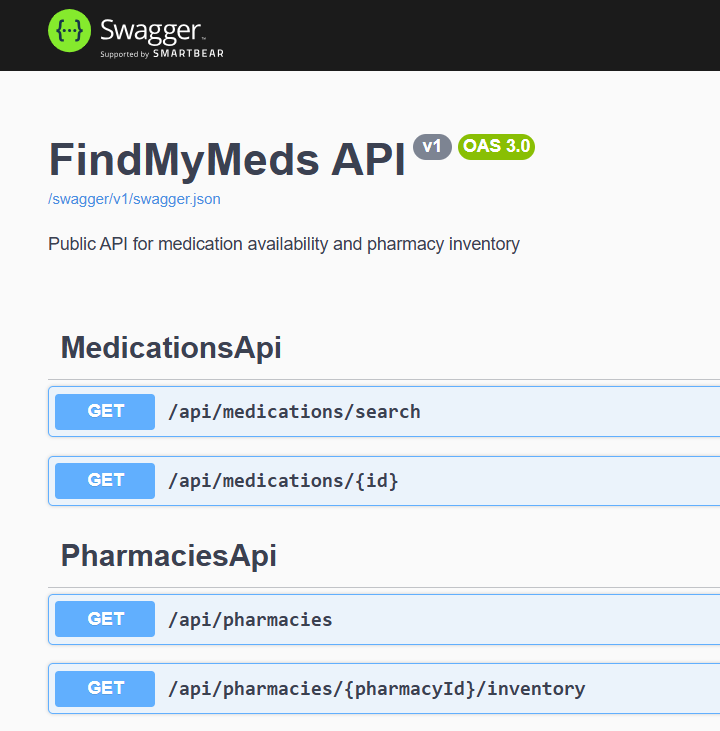 {···} Swagger™
Supported by SMARTBEAR
FindMyMeds API v1 OAS 3.0
/swagger/v1/swagger.json
Public API for medication availability and pharmacy inventory
MedicationsApi
GET /api/medications/search
GET /api/medications/{id}
PharmaciesApi
GET /api/pharmacies
GET /api/pharmacies/{pharmacyId}/inventory